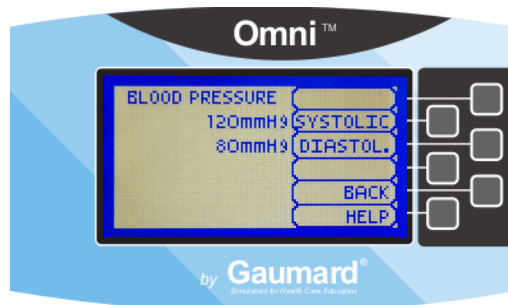 Omni™
BLOOD PRESSURE
120mmHg SYSTOLIC
80mmHg DIASTOL.
BACK
HELP
by Gaumard®
Simulators for Health Care Education